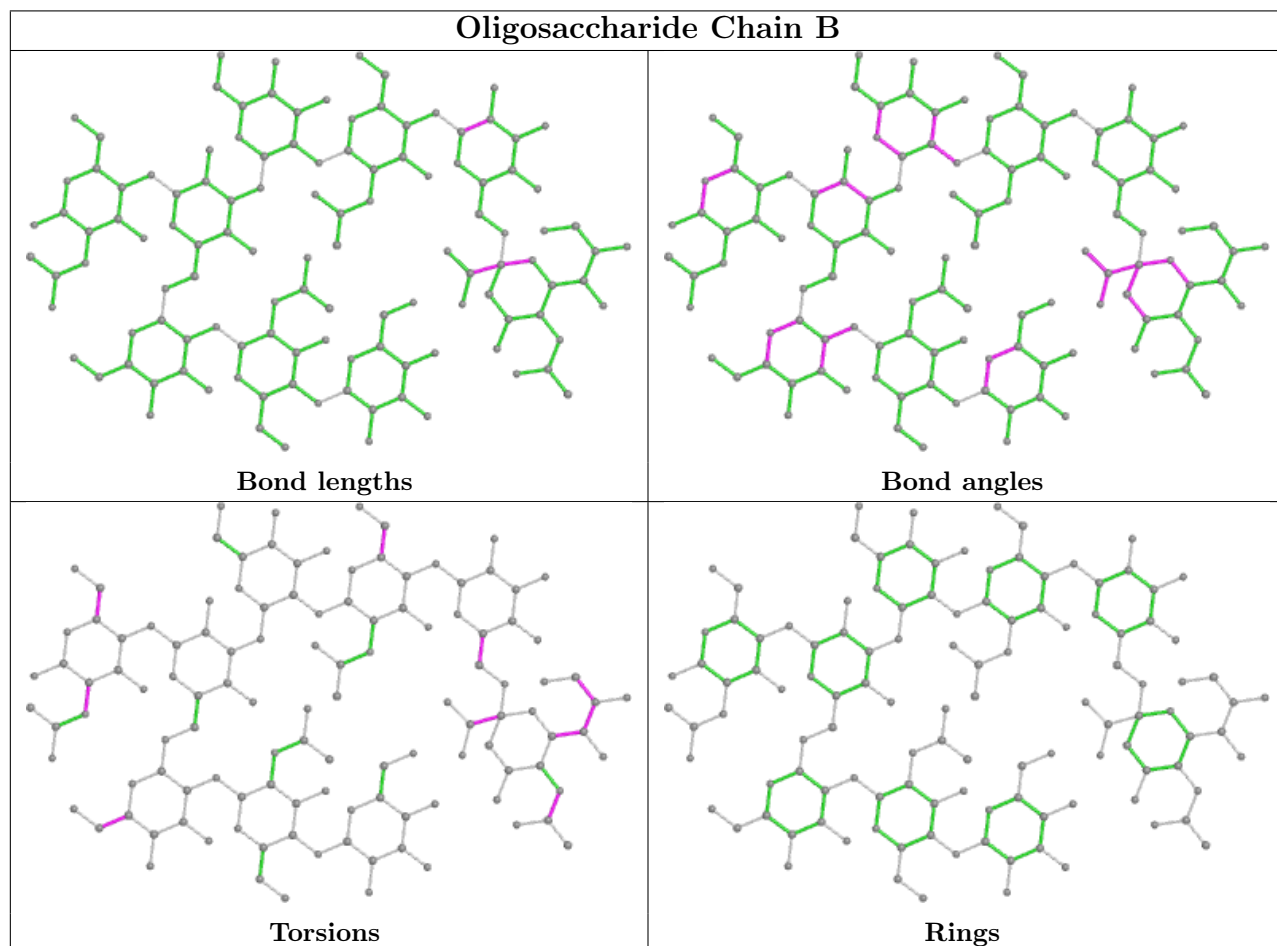 Oligosaccharide Chain B
Bond lengths
Bond angles
Torsions
Rings